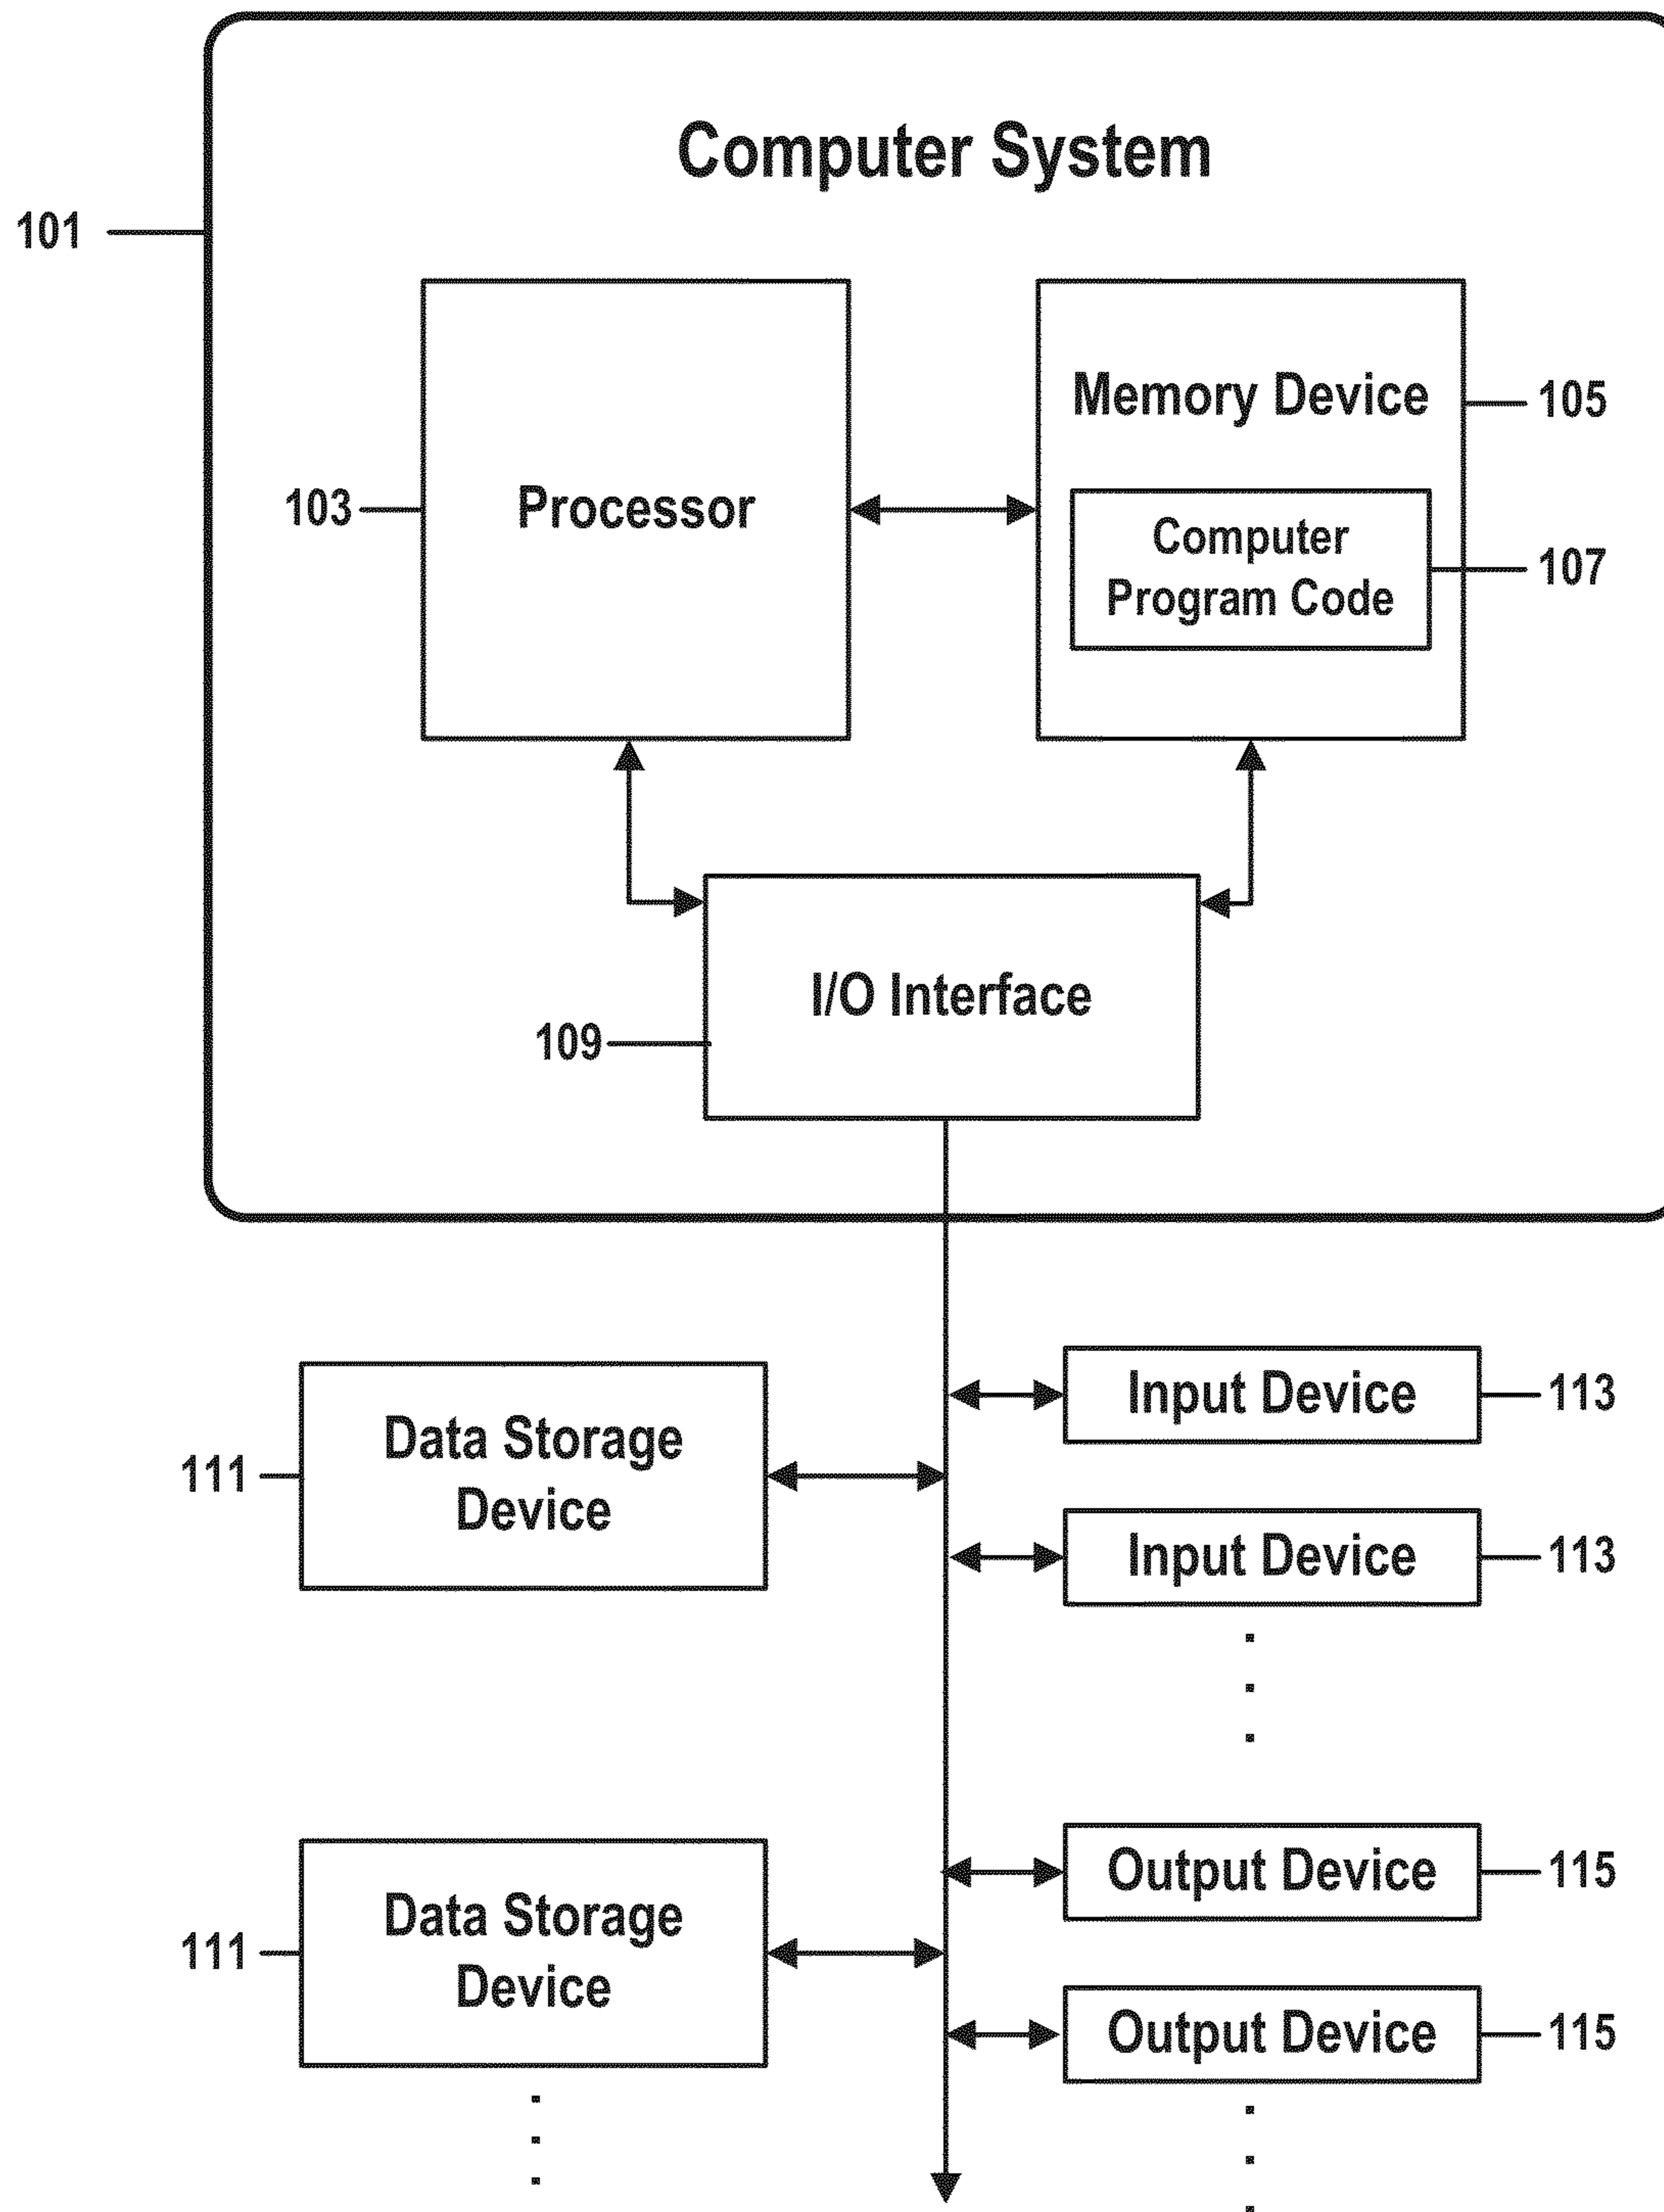 Computer System
101
Memory Device
105
103
Processor
Computer
Program Code
107
I/O Interface
109
Input Device
113
Data Storage
Device
111
Input Device
113
Output Device
115
Data Storage
Device
111
Output Device
115